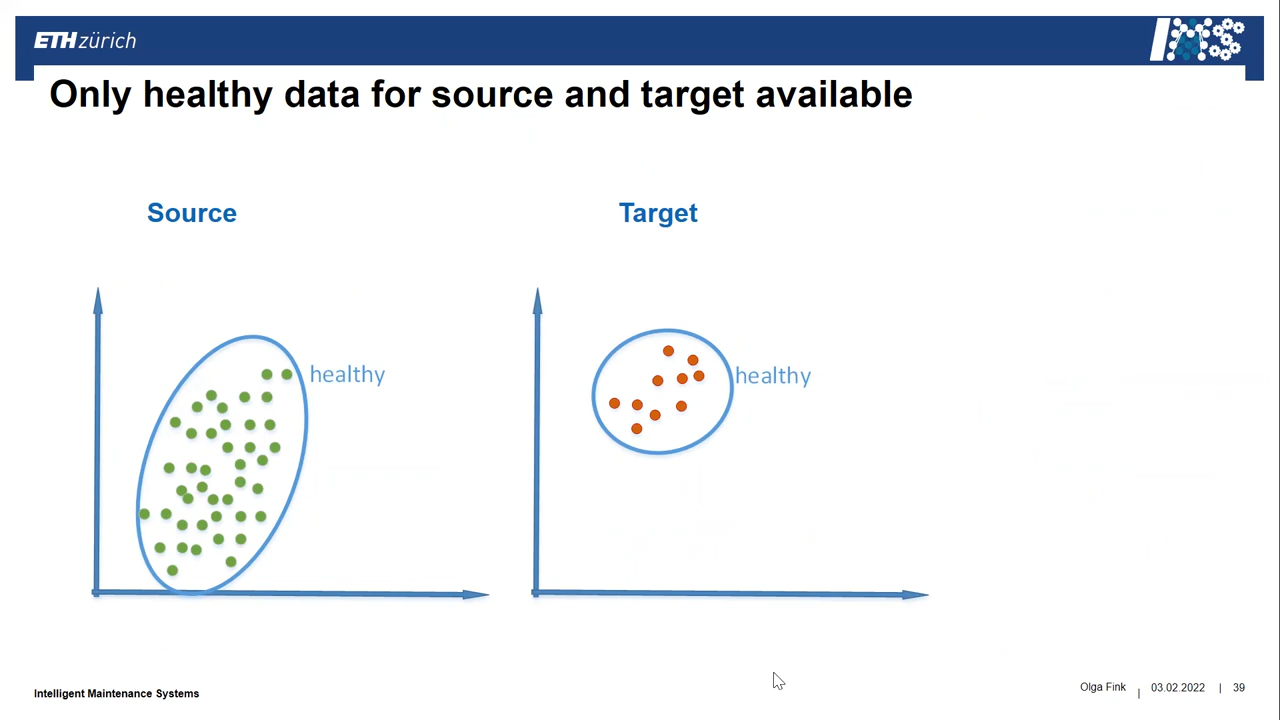 ETH zürich
IMS
Only healthy data for source and target available
Source
Target
healthy
healthy
Intelligent Maintenance Systems
Olga Fink | 03.02.2022 | 39